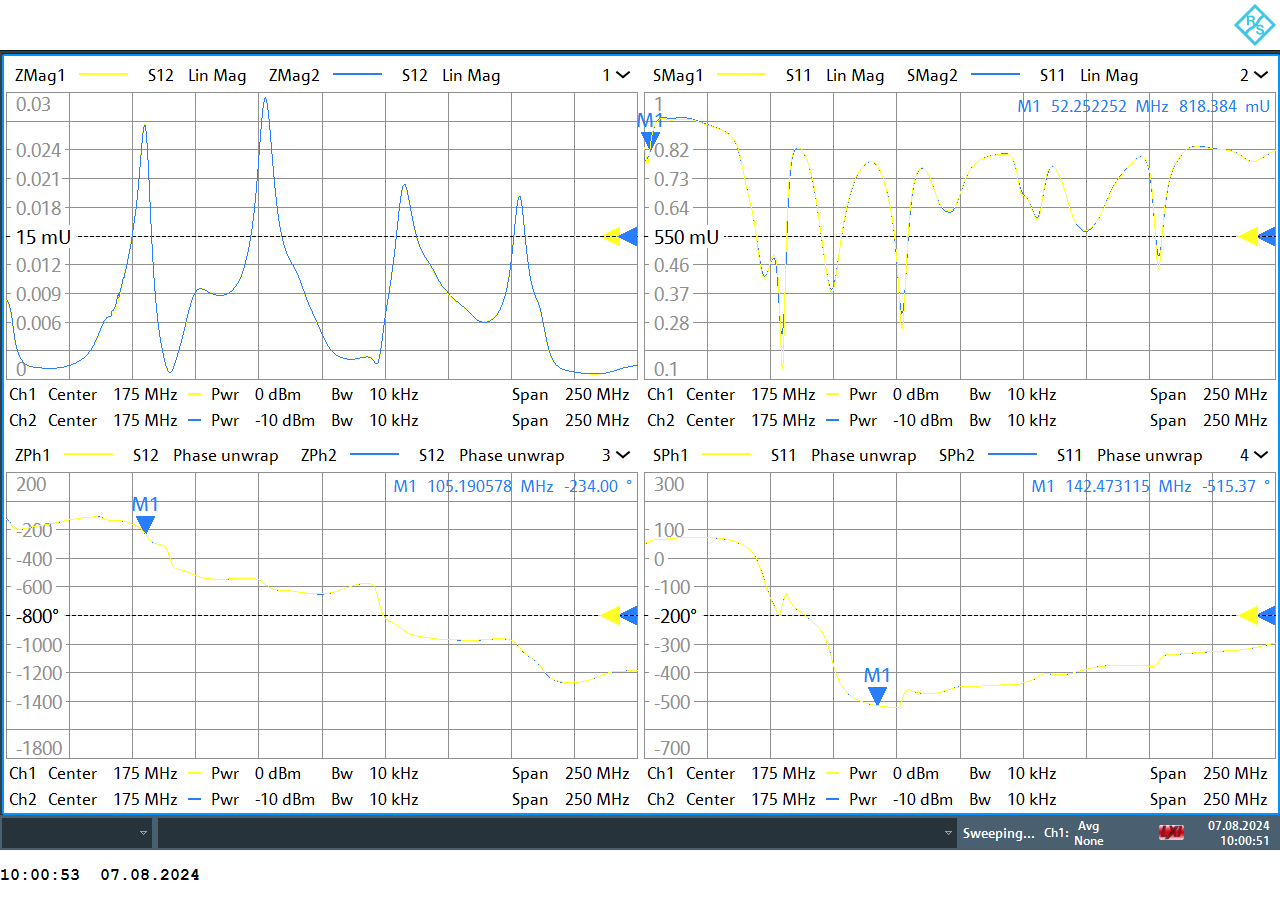 R&S
ZMag1 S12 Lin Mag ZMag2 S12 Lin Mag 1
0.03
0.024
0.021
0.018
15 mU
0.012
0.009
0.006
0
Ch1 Center 175 MHz Pwr 0 dBm Bw 10 kHz Span 250 MHz
Ch2 Center 175 MHz Pwr -10 dBm Bw 10 kHz Span 250 MHz
SMag1 S11 Lin Mag SMag2 S11 Lin Mag 2
M1 52.252252 MHz 818.384 mU
1
M1
0.82
0.73
0.64
550 mU
0.46
0.37
0.28
0.1
Ch1 Center 175 MHz Pwr 0 dBm Bw 10 kHz Span 250 MHz
Ch2 Center 175 MHz Pwr -10 dBm Bw 10 kHz Span 250 MHz
ZPh1 S12 Phase unwrap ZPh2 S12 Phase unwrap 3
M1 105.190578 MHz -234.00 °
200
M1
-200
-400
-600
-800°
-1000
-1200
-1400
-1800
Ch1 Center 175 MHz Pwr 0 dBm Bw 10 kHz Span 250 MHz
Ch2 Center 175 MHz Pwr -10 dBm Bw 10 kHz Span 250 MHz
SPh1 S11 Phase unwrap SPh2 S11 Phase unwrap 4
M1 142.473115 MHz -515.37 °
300
100
0
-100
-200°
-300
-400
M1
-500
-700
Ch1 Center 175 MHz Pwr 0 dBm Bw 10 kHz Span 250 MHz
Ch2 Center 175 MHz Pwr -10 dBm Bw 10 kHz Span 250 MHz
Sweeping... Ch1: Avg None LXI 07.08.2024 10:00:51
10:00:53 07.08.2024